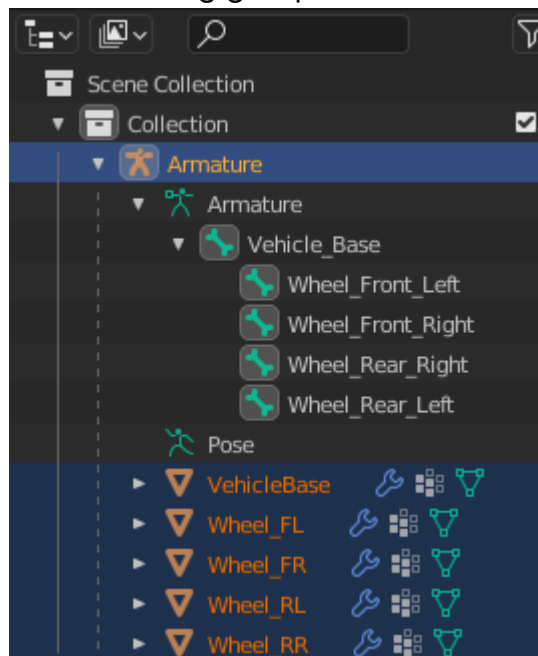 Scene Collection
Collection
Armature
Armature
Vehicle_Base
Wheel_Front_Left
Wheel_Front_Right
Wheel_Rear_Right
Wheel_Rear_Left
Pose
VehicleBase
Wheel_FL
Wheel_FR
Wheel_RL
Wheel_RR